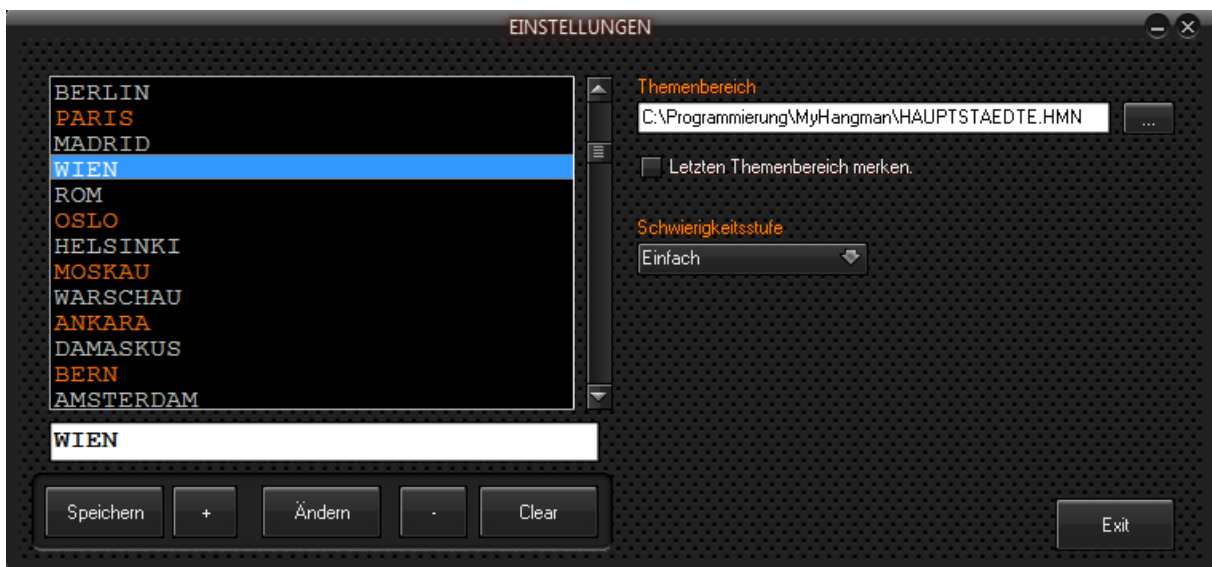 EINSTELLUNGEN
BERLIN
PARIS
MADRID
WIEN
ROM
OSLO
HELSINKI
MOSKAU
WARSCHAU
ANKARA
DAMASKUS
BERN
AMSTERDAM
WIEN
Speichern + Ändern - Clear
Themenbereich
C:\Programmierung\MyHangman\HAUPTSTAEDTE.HMN ...
Letzten Themenbereich merken.
Schwierigkeitsstufe
Einfach
Exit